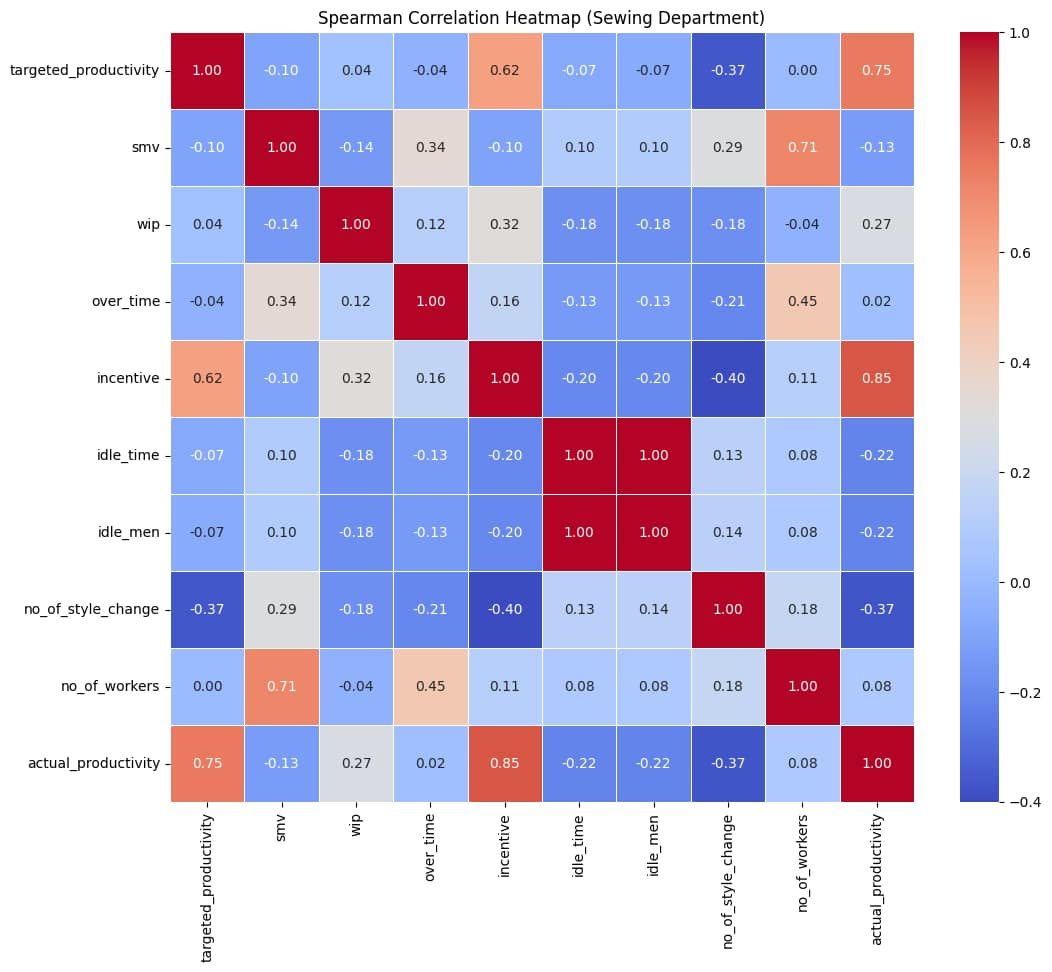 Spearman Correlation Heatmap (Sewing Department)
targeted_productivity 1.00 -0.10 0.04 -0.04 0.62 -0.07 -0.07 -0.37 0.00 0.75
smv -0.10 1.00 -0.14 0.34 -0.10 0.10 0.10 0.29 0.71 -0.13
wip 0.04 -0.14 1.00 0.12 0.32 -0.18 -0.18 -0.18 -0.04 0.27
over_time -0.04 0.34 0.12 1.00 0.16 -0.13 -0.13 -0.21 0.45 0.02
incentive 0.62 -0.10 0.32 0.16 1.00 -0.20 -0.20 -0.40 0.11 0.85
idle_time -0.07 0.10 -0.18 -0.13 -0.20 1.00 1.00 0.13 0.08 -0.22
idle_men -0.07 0.10 -0.18 -0.13 -0.20 1.00 1.00 0.14 0.08 -0.22
no_of_style_change -0.37 0.29 -0.18 -0.21 -0.40 0.13 0.14 1.00 0.18 -0.37
no_of_workers 0.00 0.71 -0.04 0.45 0.11 0.08 0.08 0.18 1.00 0.08
actual_productivity 0.75 -0.13 0.27 0.02 0.85 -0.22 -0.22 -0.37 0.08 1.00
targeted_productivity
smv
wip
over_time
incentive
idle_time
idle_men
no_of_style_change
no_of_workers
actual_productivity
1.0
0.8
0.6
0.4
0.2
0.0
−0.2
−0.4